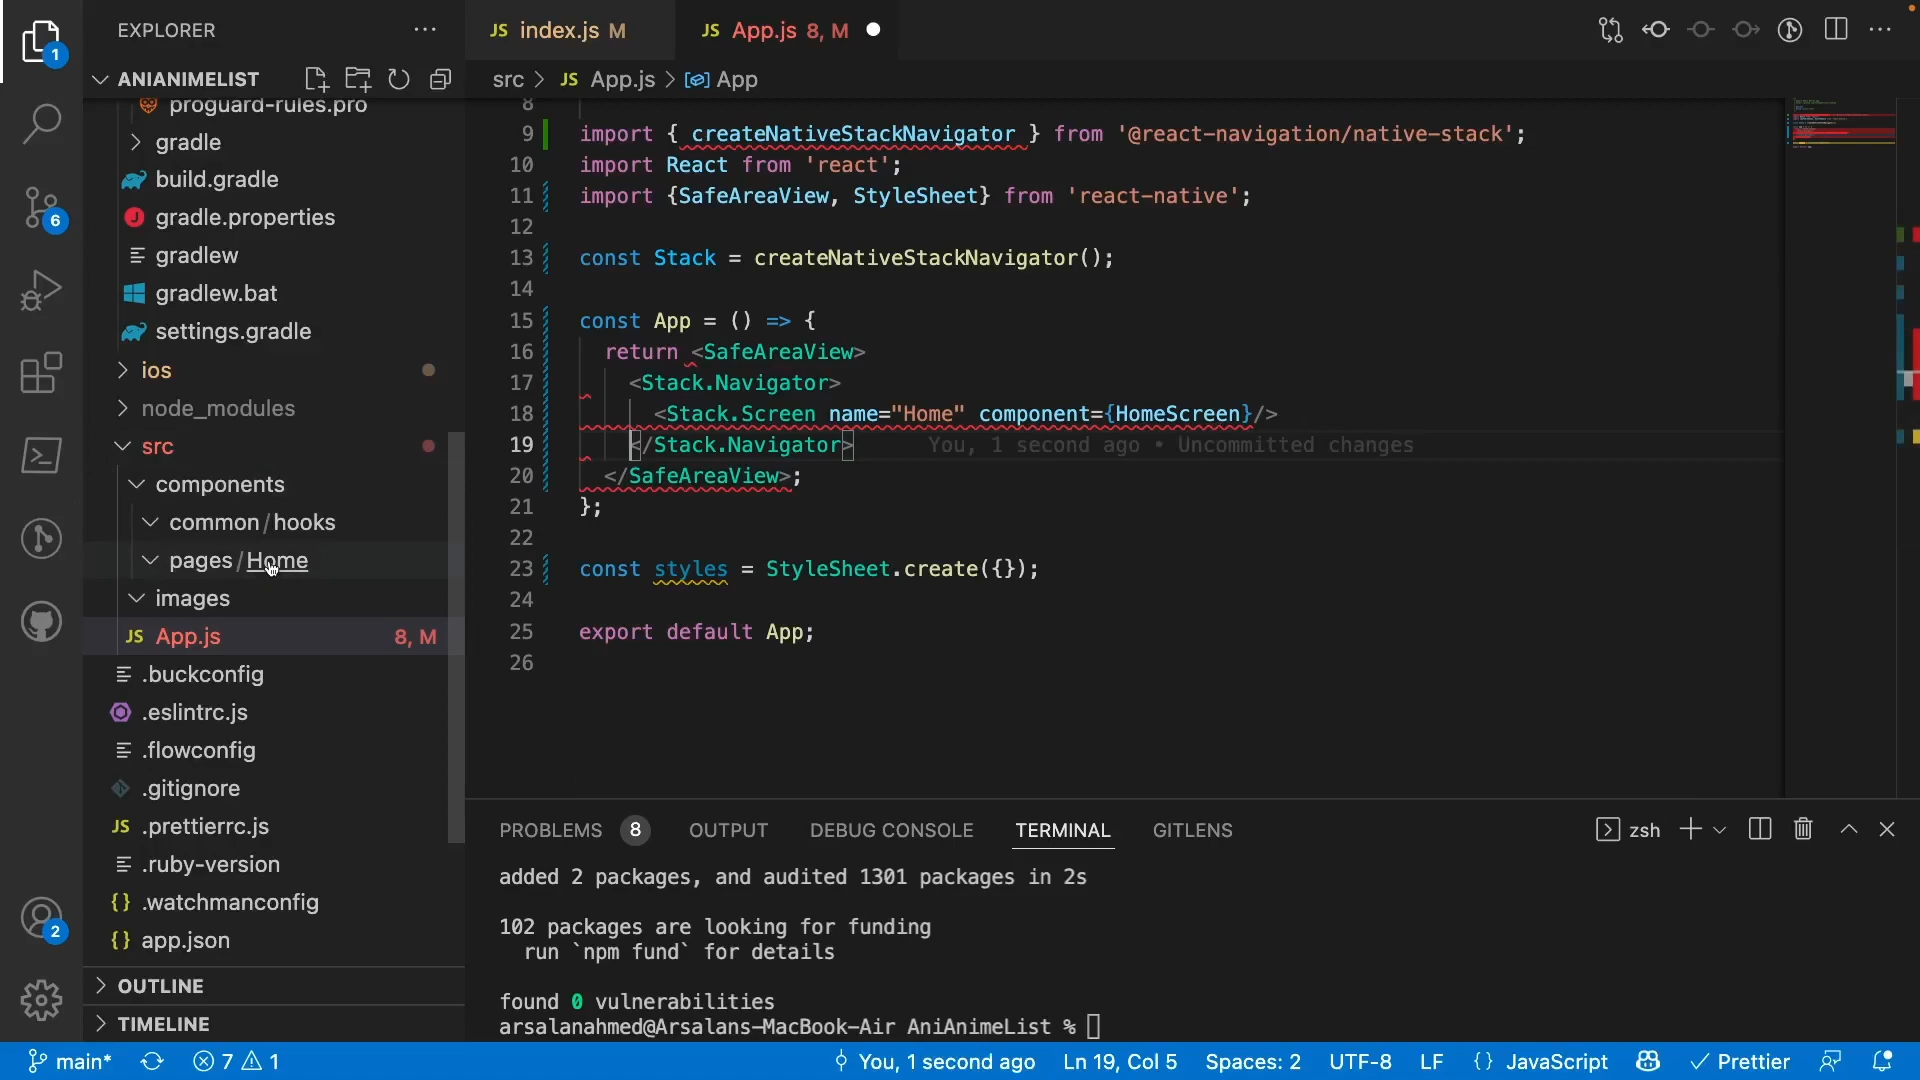 EXPLORER
ANIANIMELIST
proguard-rules.pro
gradle
build.gradle
gradle.properties
gradlew
gradlew.bat
settings.gradle
ios
node_modules
src
components
common/hooks
pages/Home
images
JS App.js 8, M
.buckconfig
.eslintrc.js
.flowconfig
.gitignore
JS .prettierrc.js
.ruby-version
{} .watchmanconfig
{} app.json
OUTLINE
TIMELINE
1
6
2
JS index.js M
JS App.js 8, M
src > JS App.js > App
8
9 import { createNativeStackNavigator } from '@react-navigation/native-stack';
10 import React from 'react';
11 import {SafeAreaView, StyleSheet} from 'react-native';
12
13 const Stack = createNativeStackNavigator();
14
15 const App = () => {
16 return <SafeAreaView>
17 <Stack.Navigator>
18 <Stack.Screen name="Home" component={HomeScreen}/>
19 </Stack.Navigator> You, 1 second ago • Uncommitted changes
20 </SafeAreaView>;
21 };
22
23 const styles = StyleSheet.create({});
24
25 export default App;
26
PROBLEMS 8 OUTPUT DEBUG CONSOLE TERMINAL GITLENS
zsh
added 2 packages, and audited 1301 packages in 2s
102 packages are looking for funding
run `npm fund` for details
found 0 vulnerabilities
arsalanahmed@Arsalans-MacBook-Air AniAnimeList %
main* 7 1 You, 1 second ago Ln 19, Col 5 Spaces: 2 UTF-8 LF {} JavaScript Prettier